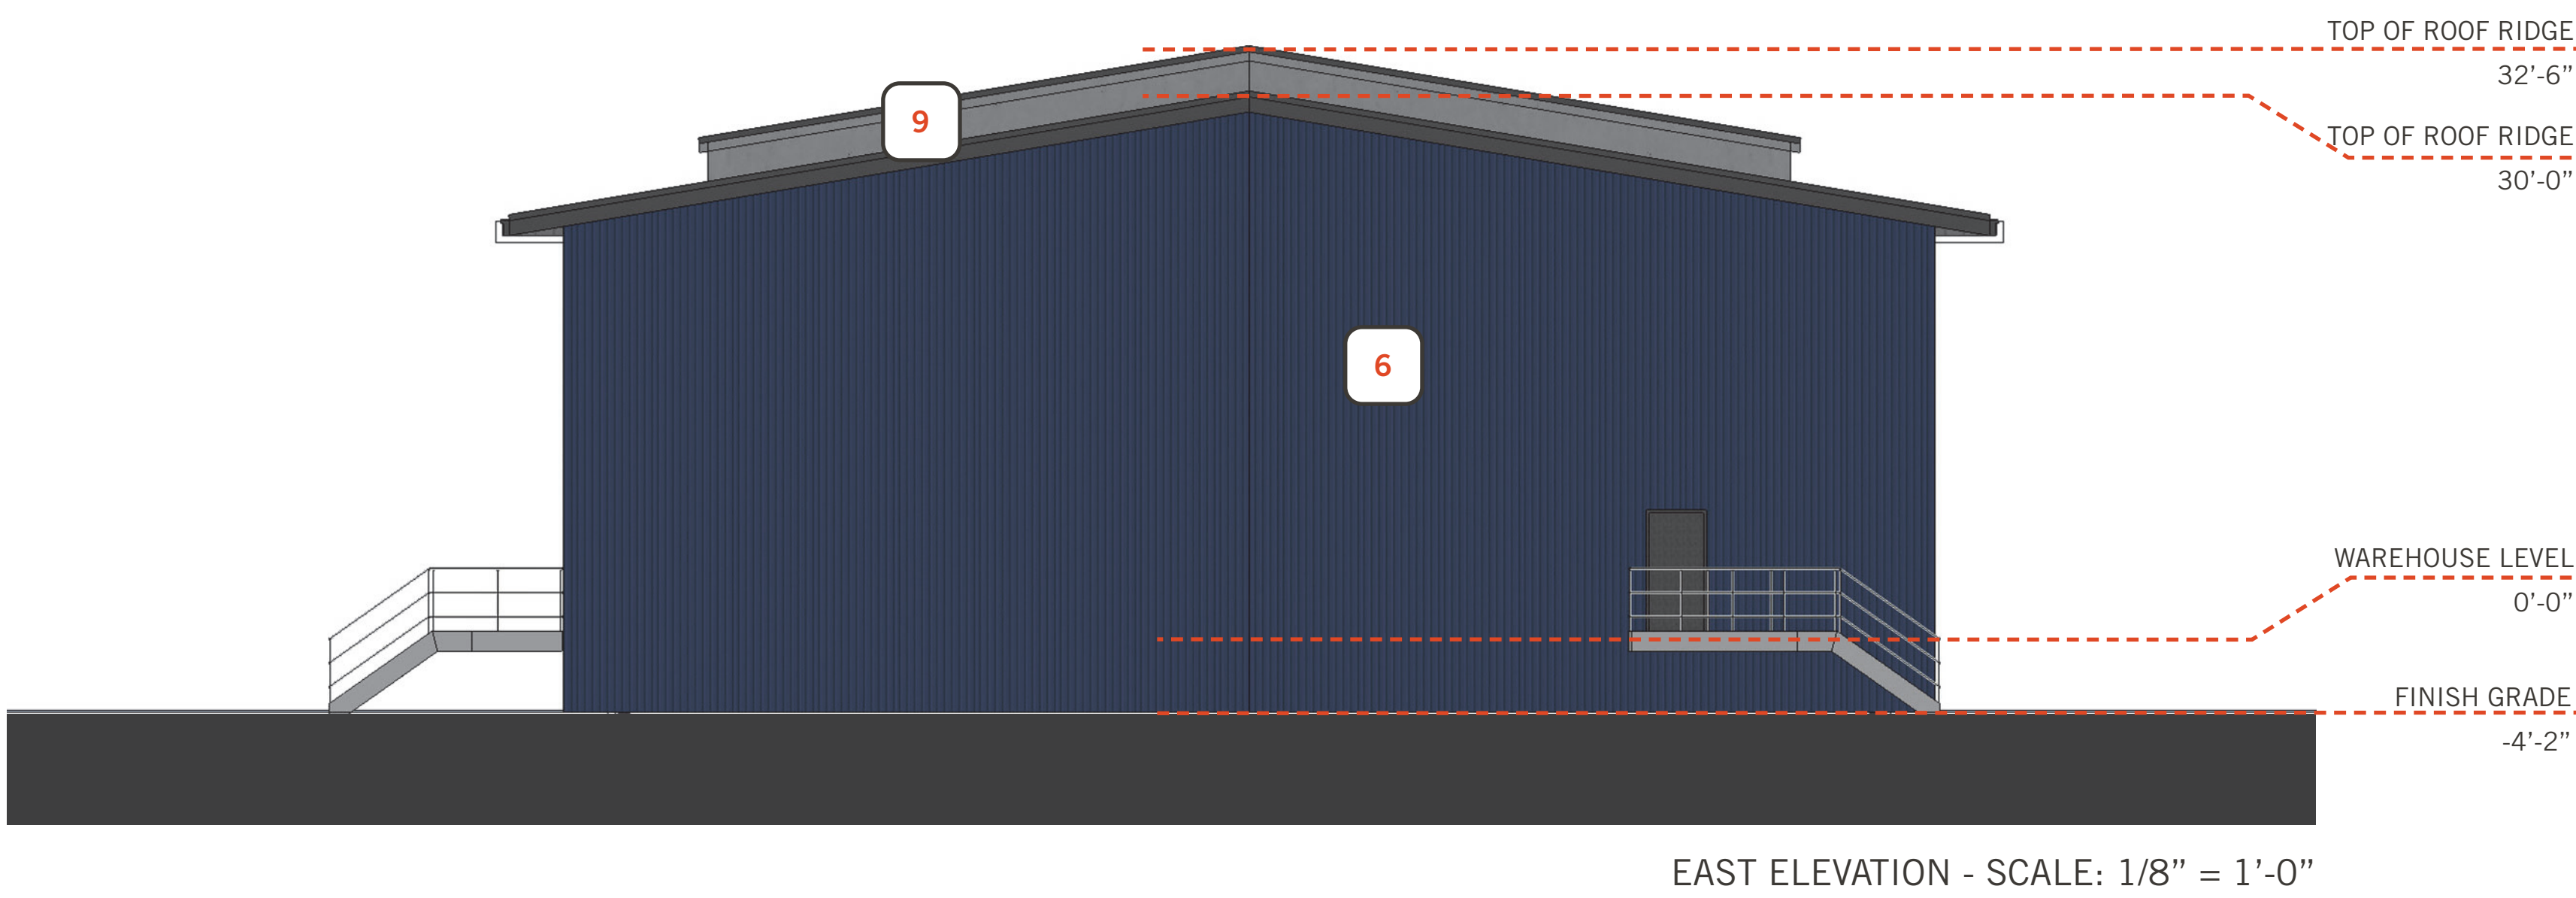 TOP OF ROOF RIDGE
32’-6”
9
TOP OF ROOF RIDGE
30’-0”
6
WAREHOUSE LEVEL
0’-0”
FINISH GRADE
-4’-2”
EAST ELEVATION - SCALE: 1/8” = 1’-0”